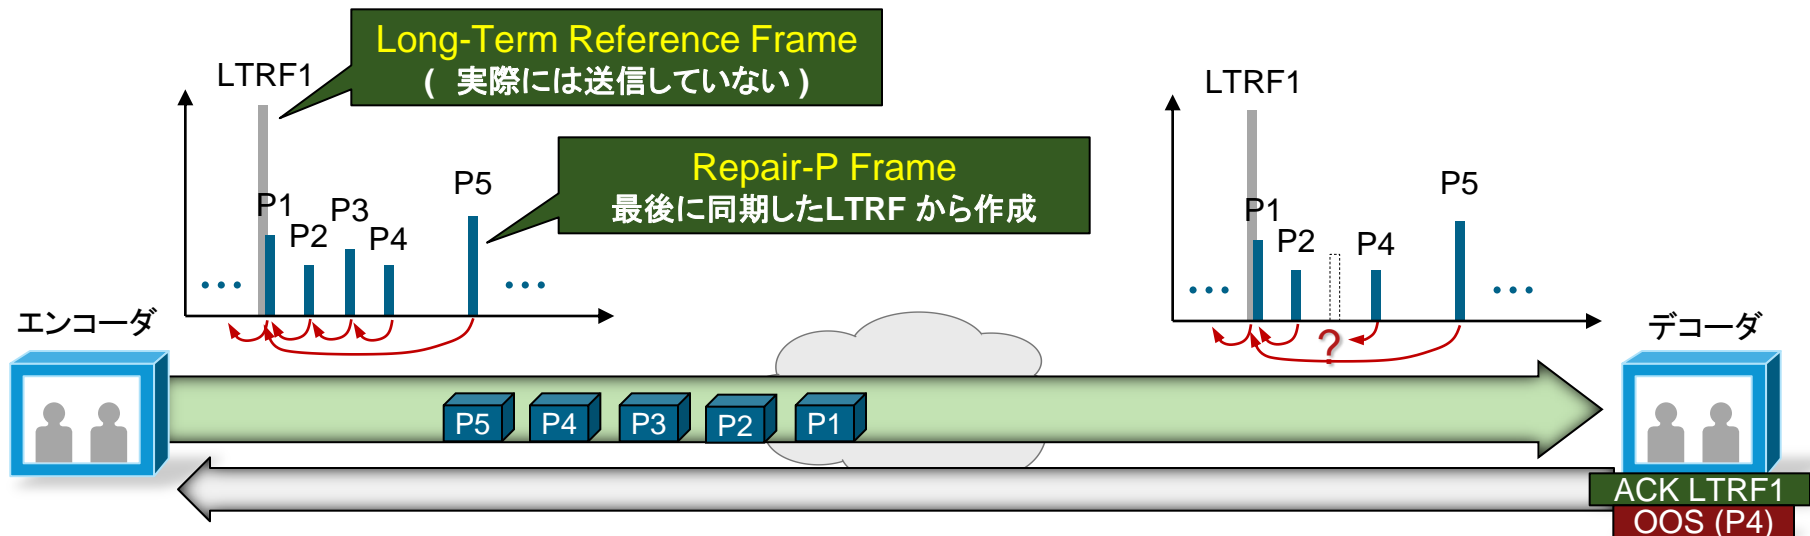 Long-Term Reference Frame
( 実際には送信していない )
LTRF1
Repair-P Frame
最後に同期したLTRF から作成
P1
P2
P3
P4
P5
...
...
エンコーダ
LTRF1
P1
P2
P4
P5
...
...
?
デコーダ
P5
P4
P3
P2
P1
ACK LTRF1
OOS (P4)